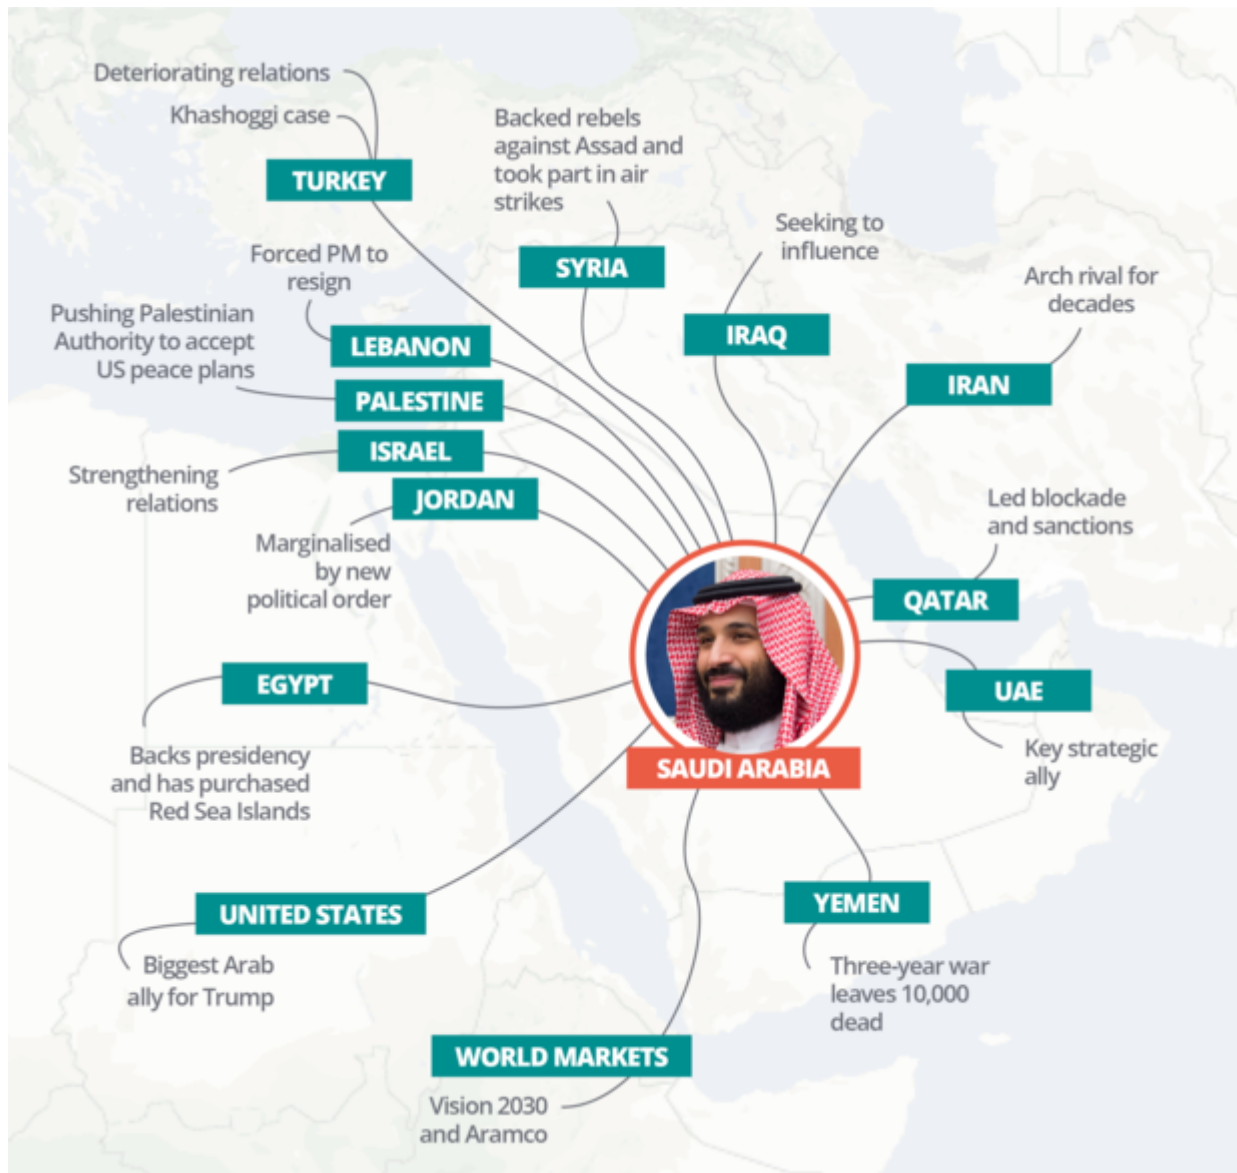 Deteriorating relations
Khashoggi case
TURKEY
Backed rebels
against Assad and
took part in air
strikes
SYRIA
Seeking to
influence
IRAQ
Arch rival for
decades
IRAN
Forced PM to
resign
LEBANON
Pushing Palestinian
Authority to accept
US peace plans
PALESTINE
ISRAEL
Strengthening
relations
JORDAN
Marginalised
by new
political order
Led blockade
and sanctions
QATAR
UAE
Key strategic
ally
EGYPT
Backs presidency
and has purchased
Red Sea Islands
SAUDI ARABIA
UNITED STATES
Biggest Arab
ally for Trump
YEMEN
Three-year war
leaves 10,000
dead
WORLD MARKETS
Vision 2030
and Aramco